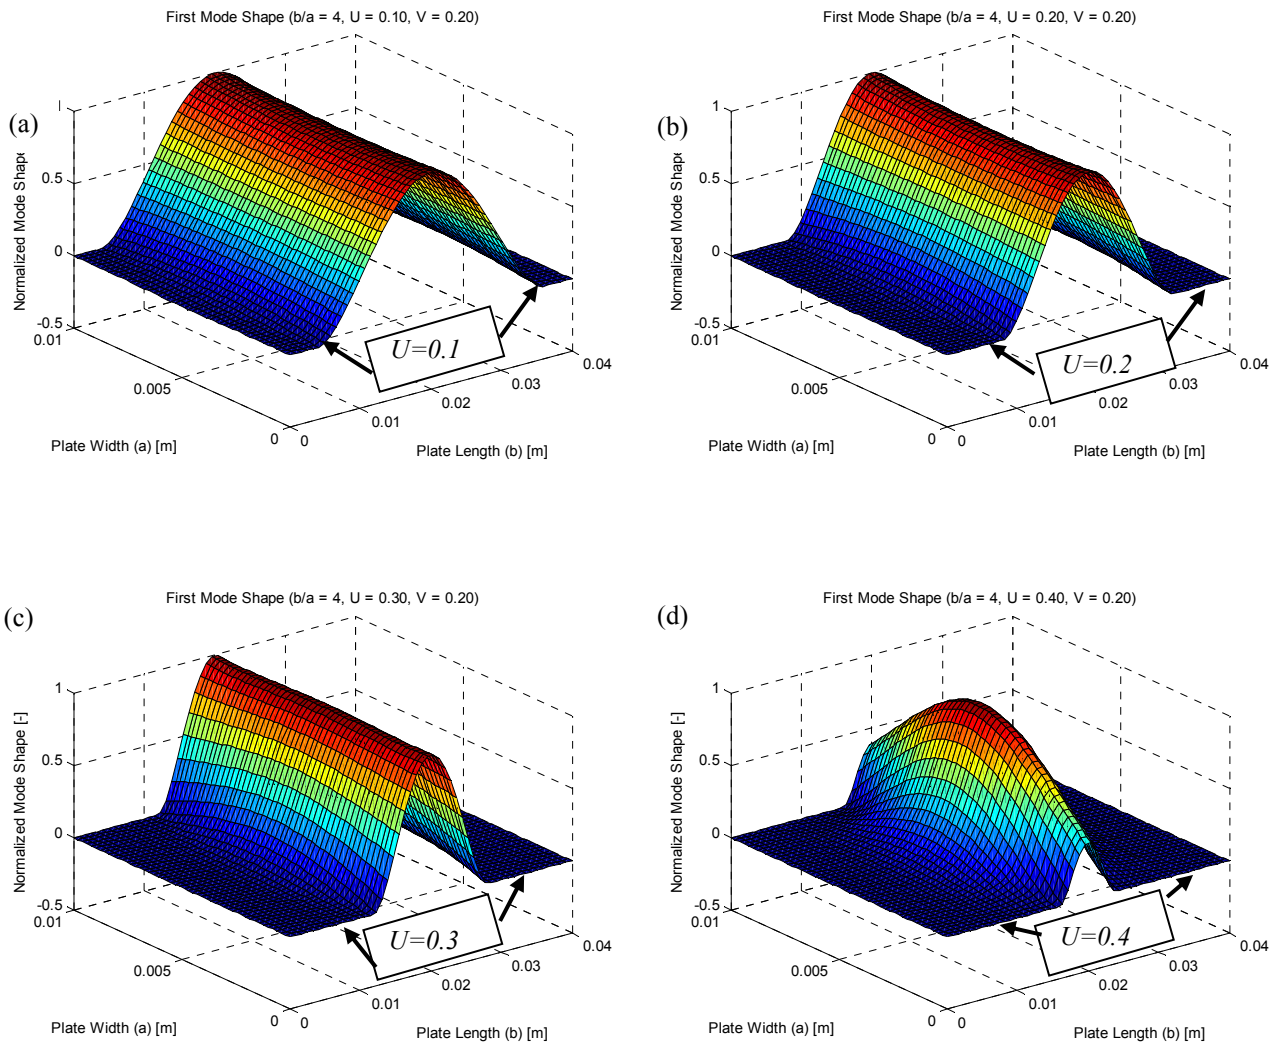 First Mode Shape (b/a = 4, U = 0.10, V = 0.20)
(a)
Normalized Mode Shape
0.5
0
-0.5
0.01
0.005
0
0
0.01
0.02
0.03
0.04
U=0.1
Plate Width (a) [m]
Plate Length (b) [m]
First Mode Shape (b/a = 4, U = 0.20, V = 0.20)
(b)
Normalized Mode Shape
1
0.5
0
-0.5
0.01
0.005
0
0
0.01
0.02
0.03
0.04
U=0.2
Plate Width (a) [m]
Plate Length (b) [m]
First Mode Shape (b/a = 4, U = 0.30, V = 0.20)
(c)
Normalized Mode Shape [-]
1
0.5
0
-0.5
0.01
0.005
0
0
0.01
0.02
0.03
0.04
U=0.3
Plate Width (a) [m]
Plate Length (b) [m]
First Mode Shape (b/a = 4, U = 0.40, V = 0.20)
(d)
Normalized Mode Shape [-]
1
0.5
0
-0.5
0.01
0.005
0
0
0.01
0.02
0.03
0.04
U=0.4
Plate Width (a) [m]
Plate Length (b) [m]